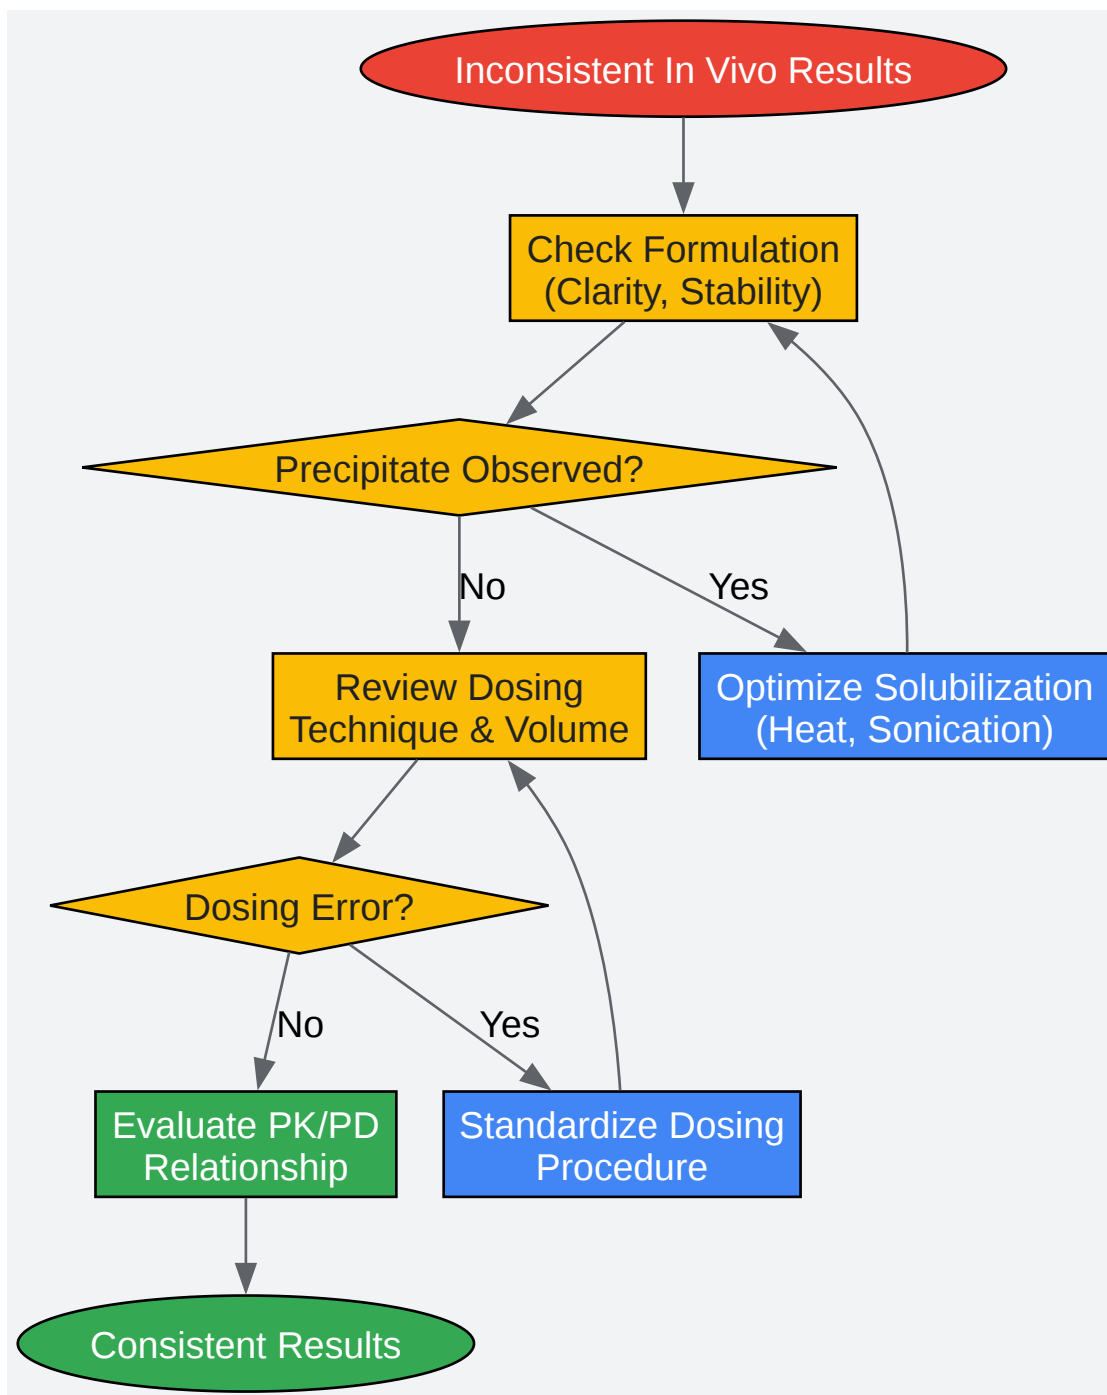 Inconsistent In Vivo Results
Check Formulation
(Clarity, Stability)
Precipitate Observed?
No
Yes
Review Dosing
Technique & Volume
Optimize Solubilization
(Heat, Sonication)
Dosing Error?
No
Yes
Evaluate PK/PD
Relationship
Standardize Dosing
Procedure
Consistent Results